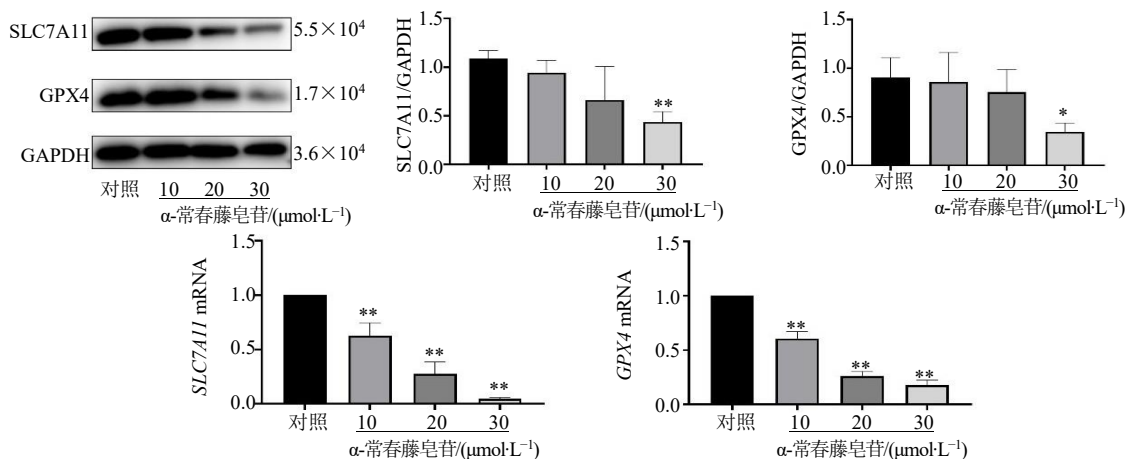 SLC7A11
5.5×10⁴
GPX4
1.7×10⁴
GAPDH
3.6×10⁴
对照 10 20 30
α-常春藤皂苷/(μmol·L⁻¹)
SLC7A11/GAPDH
1.5
1.0
0.5
0.0
**
对照 10 20 30
α-常春藤皂苷/(μmol·L⁻¹)
GPX4/GAPDH
1.5
1.0
0.5
0.0
*
对照 10 20 30
α-常春藤皂苷/(μmol·L⁻¹)
SLC7A11 mRNA
1.5
1.0
0.5
0.0
** ** **
对照 10 20 30
α-常春藤皂苷/(μmol·L⁻¹)
GPX4 mRNA
1.5
1.0
0.5
0.0
** ** **
对照 10 20 30
α-常春藤皂苷/(μmol·L⁻¹)